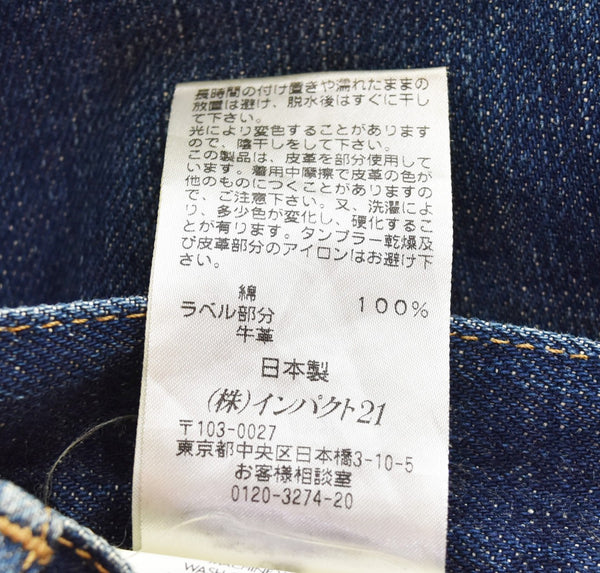 長時間の付け置きや濡れたままの
放置は避け、脱水後はすぐに干し
て下さい。
光により変色することがあります
ので、陰干しをして下さい。
この製品は、皮革を部分使用して
います。着用中摩擦で皮革の色が
他のものにつくことがありますの
で、ご注意下さい。又、洗濯によ
り、多少色が変化し、硬化するこ
とが有ります。タンブラー乾燥及
び皮革部分のアイロンはお避け下
さい。
綿 100%
ラベル部分
牛革
日本製
(株)インパクト21
〒103-0027
東京都中央区日本橋3-10-5
お客様相談室
0120-3274-20
WASH